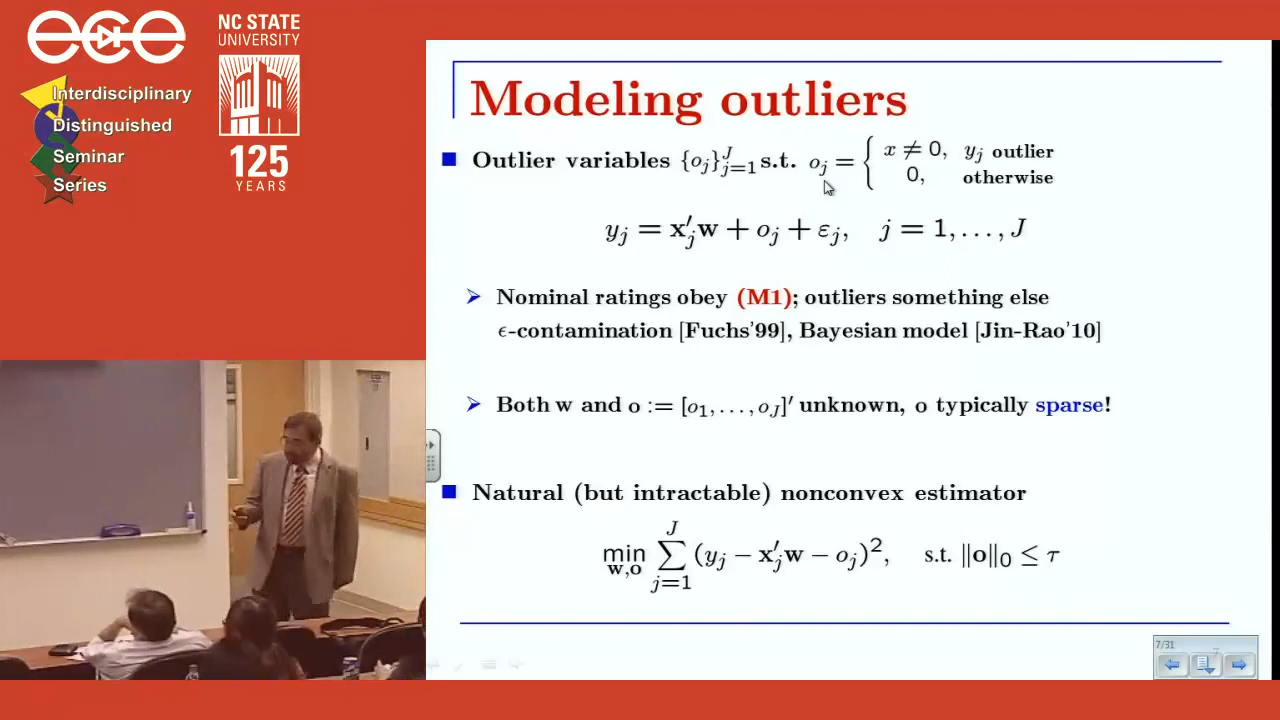 ece
NC STATE
UNIVERSITY
Interdisciplinary
Distinguished
Seminar
Series
125
YEARS
Modeling outliers
Outlier variables {o_j}_{j=1}^J s.t. o_j = { x ≠ 0, y_j outlier
0, otherwise
y_j = x'_j w + o_j + ε_j, j = 1, . . . , J
Nominal ratings obey (M1); outliers something else
ϵ-contamination [Fuchs'99], Bayesian model [Jin-Rao'10]
Both w and o := [o_1, . . . , o_J]' unknown, o typically sparse!
Natural (but intractable) nonconvex estimator
min_{w,o} ∑_{j=1}^J (y_j − x'_j w − o_j)^2, s.t. ‖o‖_0 ≤ τ
7/31
7